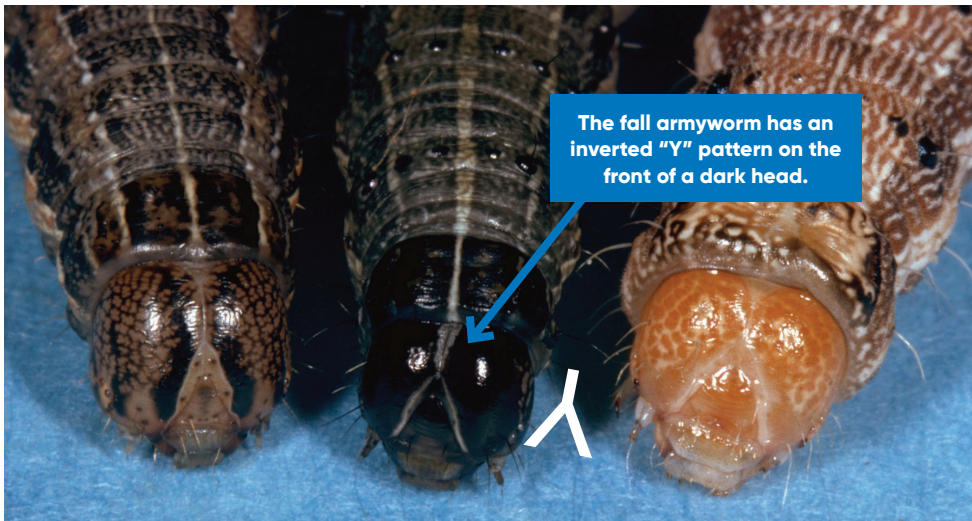 The fall armyworm has an
inverted “Y” pattern on the
front of a dark head.